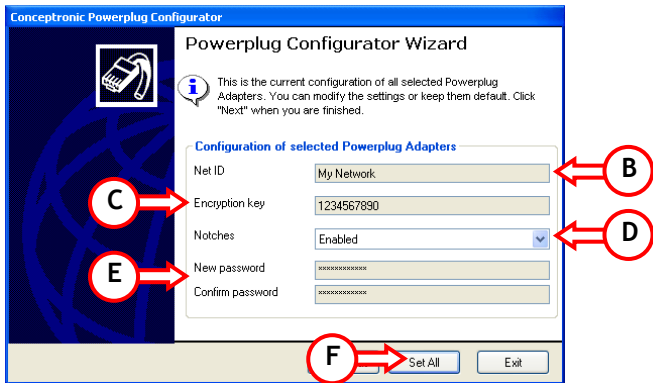 Conceptronic Powerplug Configurator
Powerplug Configurator Wizard
This is the current configuration of all selected Powerplug
Adapters. You can modify the settings or keep them default. Click
"Next" when you are finished.
Configuration of selected Powerplug Adapters
Net ID
My Network
B
C
Encryption key
1234567890
Notches
Enabled
D
E
New password
xxxxxxxxxxxx
Confirm password
xxxxxxxxxxxx
F
Set All
Exit